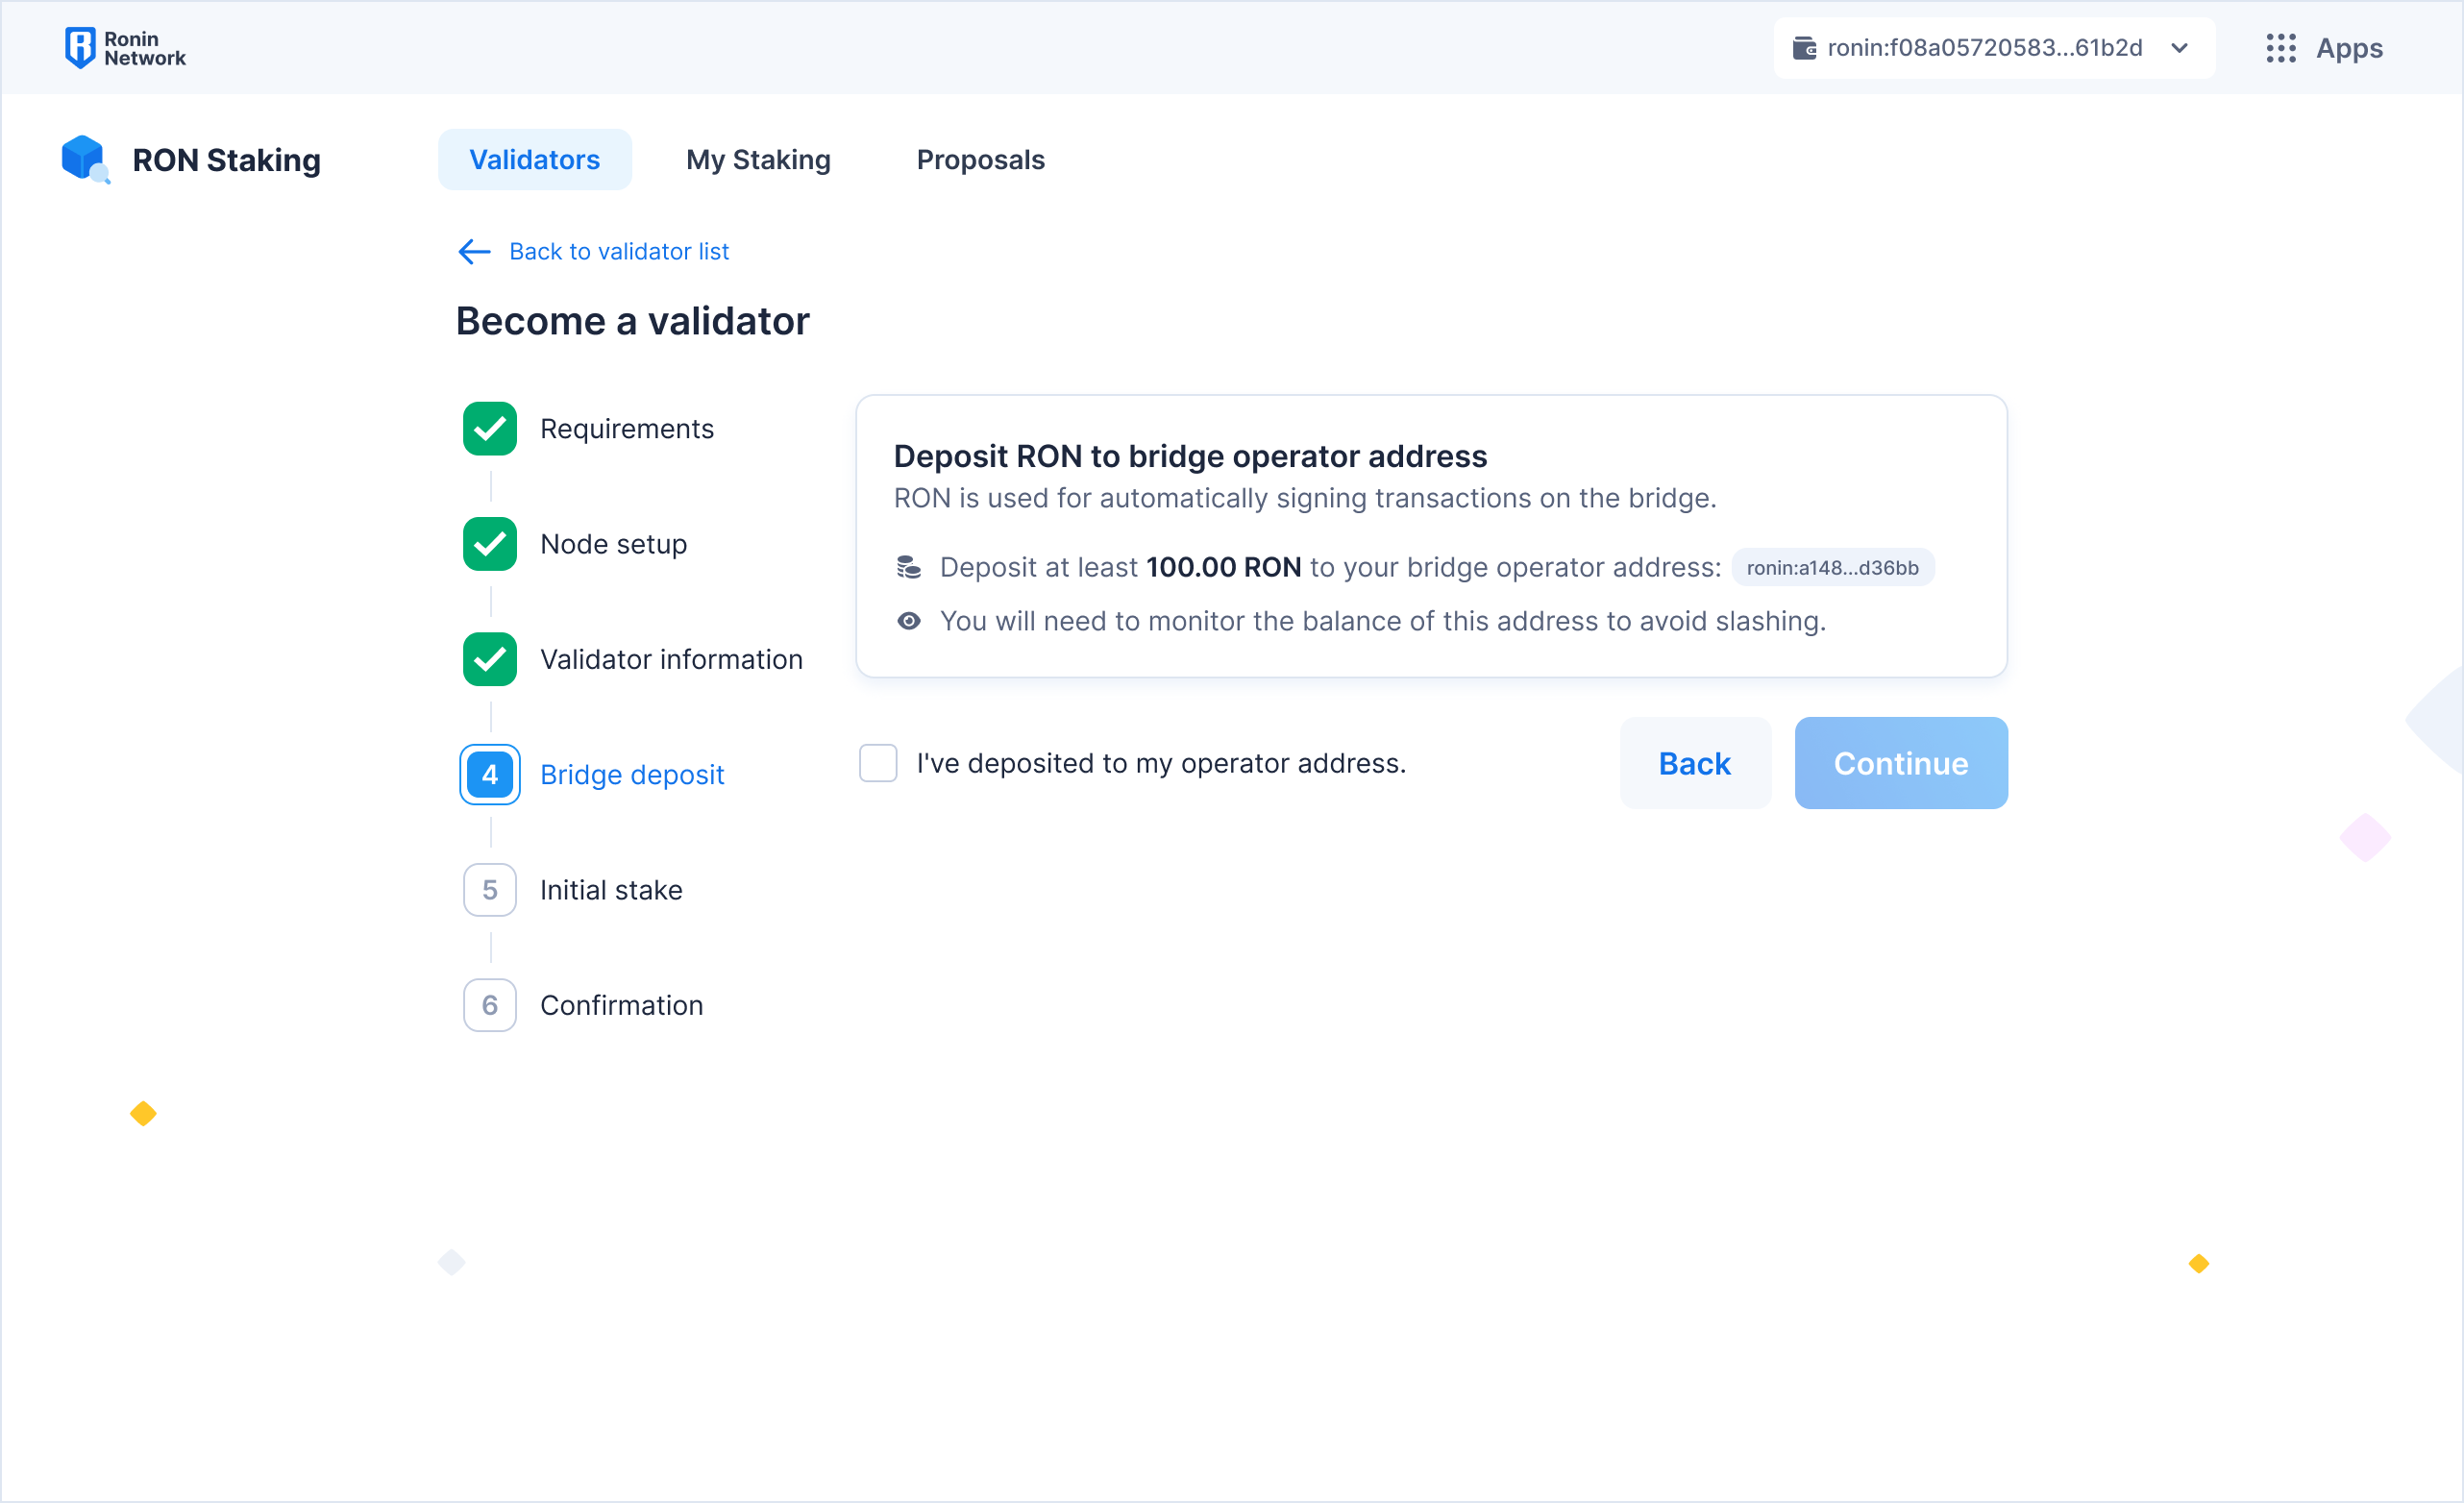 Ronin
Network
ronin:f08a05720583...61b2d
Apps
RON Staking
Validators
My Staking
Proposals
Back to validator list
Become a validator
Requirements
Node setup
Validator information
4 Bridge deposit
5 Initial stake
6 Confirmation
Deposit RON to bridge operator address
RON is used for automatically signing transactions on the bridge.
Deposit at least 100.00 RON to your bridge operator address: ronin:a148...d36bb
You will need to monitor the balance of this address to avoid slashing.
I've deposited to my operator address.
Back
Continue